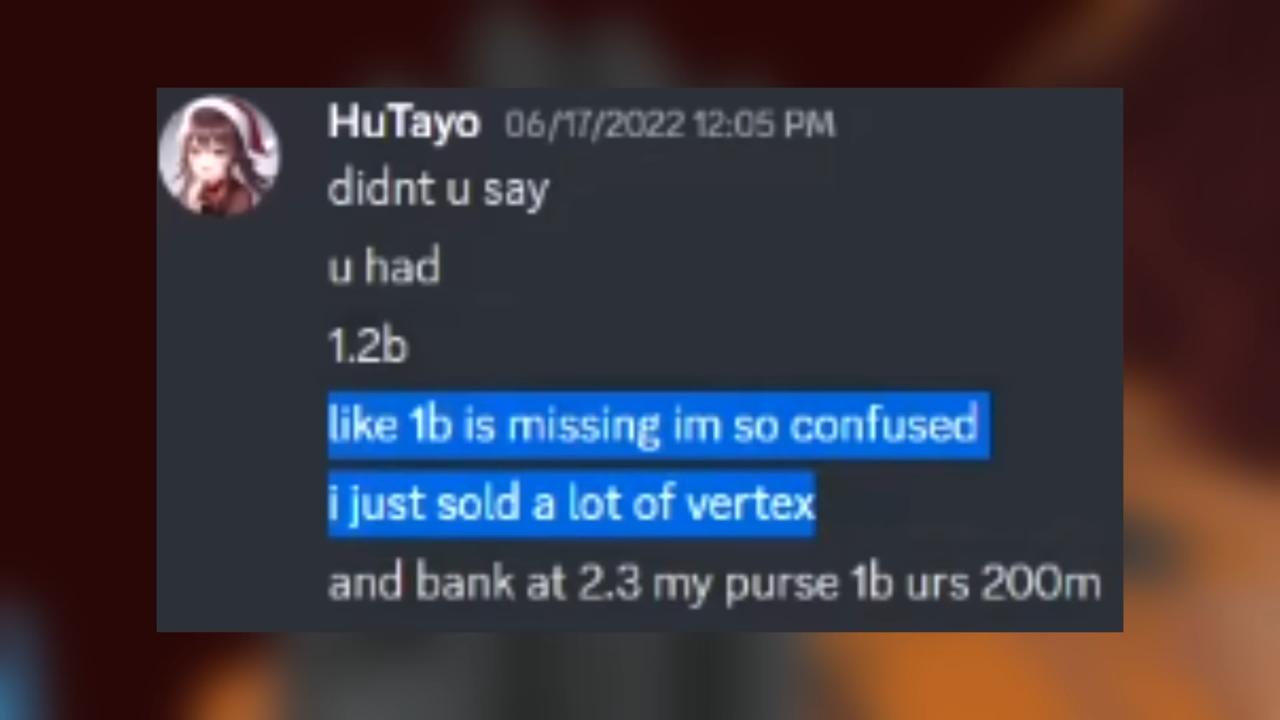 HuTayo 06/17/2022 12:05 PM
didnt u say
u had
1.2b
like 1b is missing im so confused
i just sold a lot of vertex
and bank at 2.3 my purse 1b urs 200m